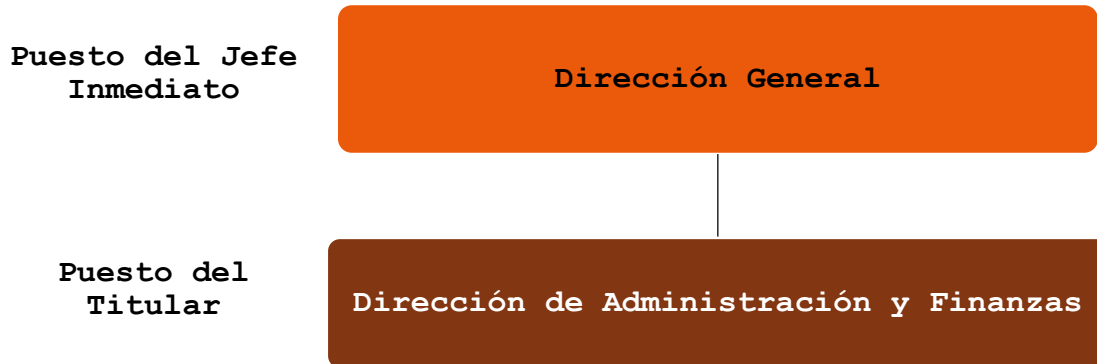 Puesto del Jefe
Inmediato
Dirección General
Puesto del
Titular
Dirección de Administración y Finanzas